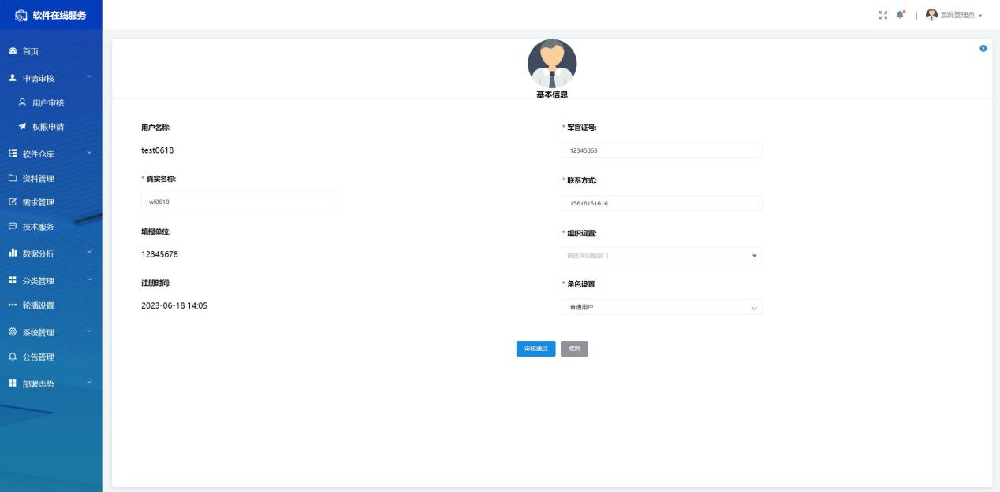 软件在线服务
系统管理员
首页
申请审核
用户审核
权限申请
软件仓库
资料管理
需求管理
技术服务
数据分析
分类管理
轮播设置
系统管理
公告管理
部署态势
基本信息
用户名称:
test0618
* 真实名称:
wl0618
填报单位:
12345678
注册时间:
2023-06-18 14:05
* 军官证号:
12345063
* 联系方式:
15616151616
* 组织设置:
请选择归属部门
* 角色设置
普通用户
审核通过
取消